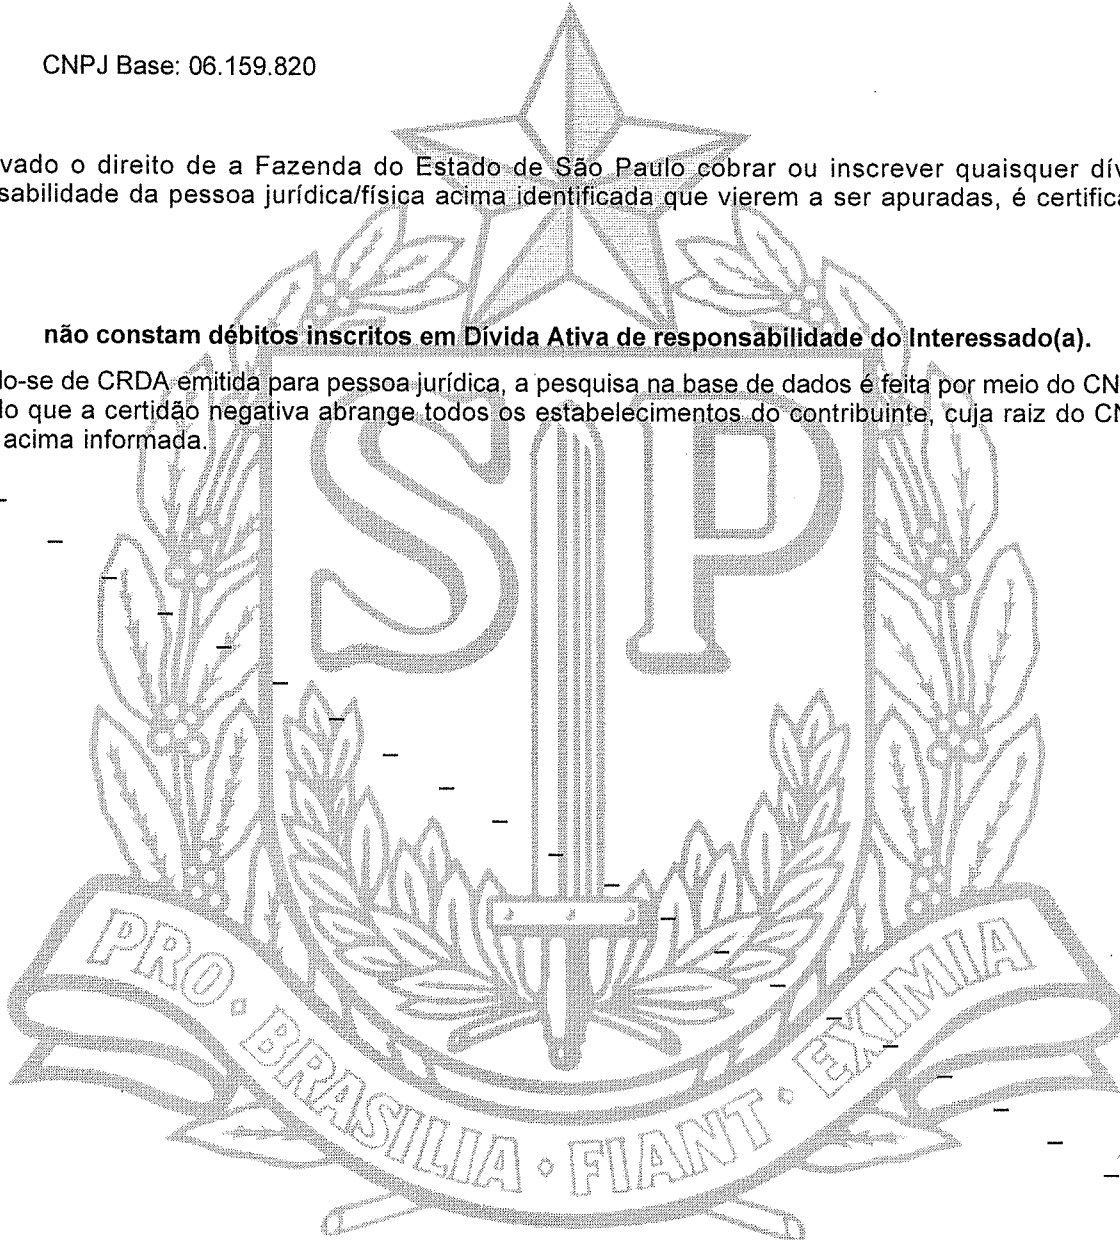 CNPJ Base: 06.159.820
vado o direito de a Fazenda do Estado de São Paulo cobrar ou inscrever quaisquer dív
sabilidade da pessoa jurídica/física acima identificada que vierem a ser apuradas, é certifica
não constam débitos inscritos em Dívida Ativa de responsabilidade do Interessado(a).
do-se de CRDA emitida para pessoa jurídica, a pesquisa na base de dados é feita por meio do CN
do que a certidão negativa abrange todos os estabelecimentos do contribuinte, cuja raiz do CN
acima informada.
SP
PRO · BRASILIA · FIANT · EXIMIA